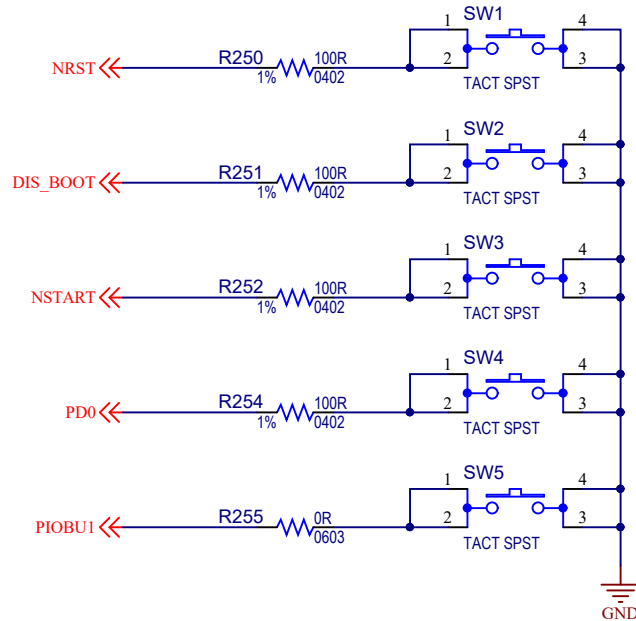 SW1
1
4
NRST
R250
100R
2
3
1%
0402
TACT SPST
SW2
1
4
DIS_BOOT
R251
100R
2
3
1%
0402
TACT SPST
SW3
1
4
NSTART
R252
100R
2
3
1%
0402
TACT SPST
SW4
1
4
PD0
R254
100R
2
3
1%
0402
TACT SPST
SW5
1
4
PIOBU1
R255
0R
2
3
0603
TACT SPST
GND